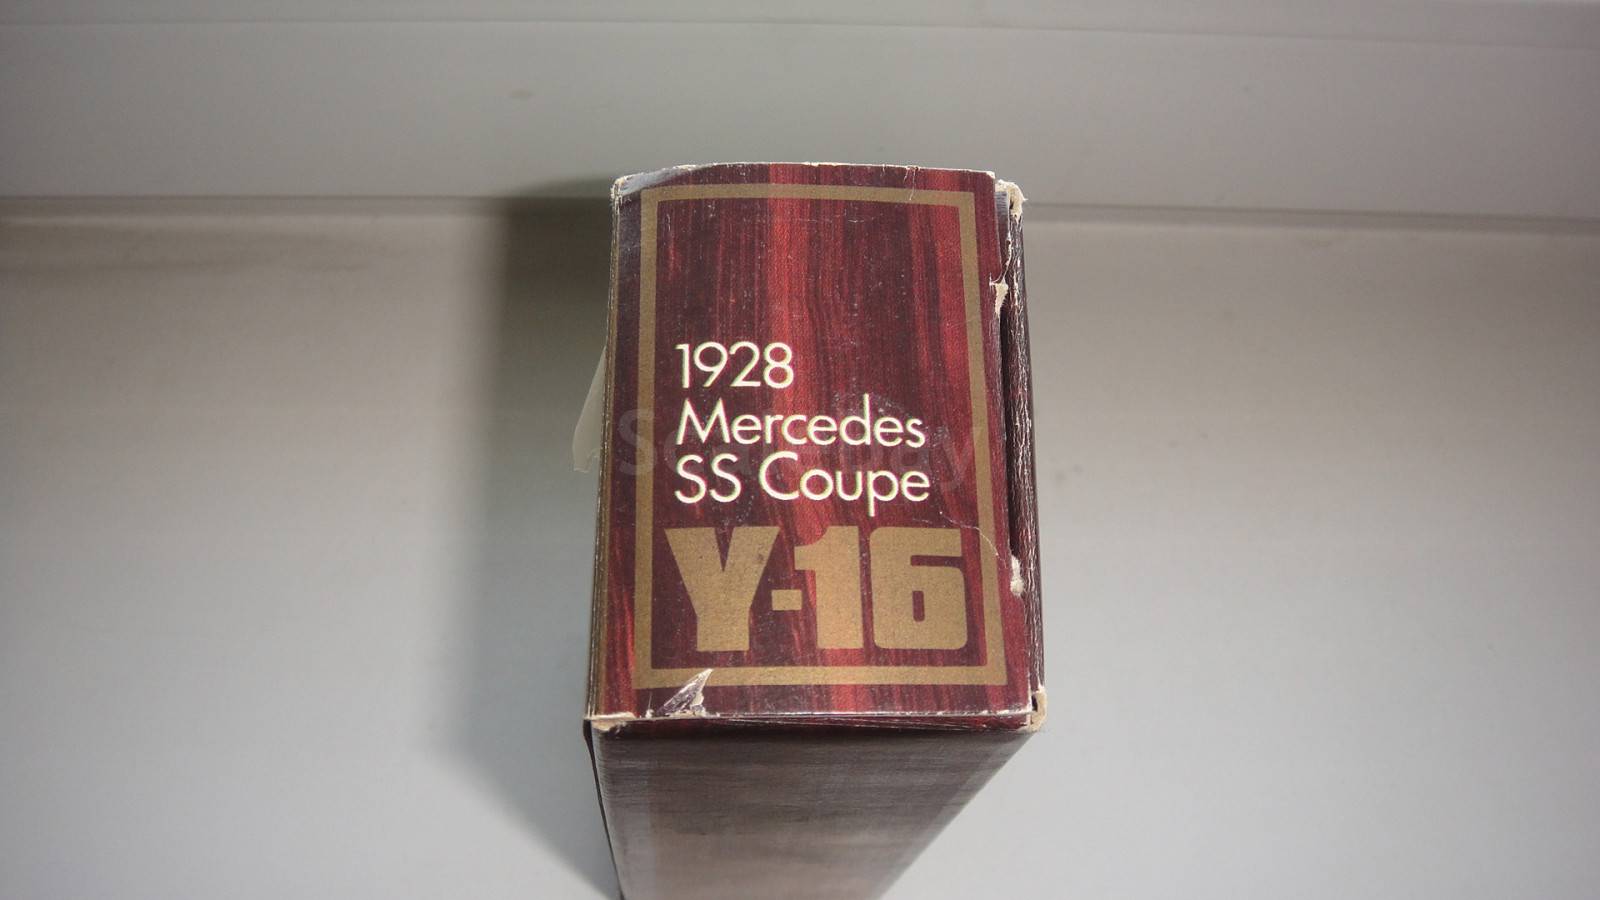 1928
Mercedes
SS Coupe
Y-16